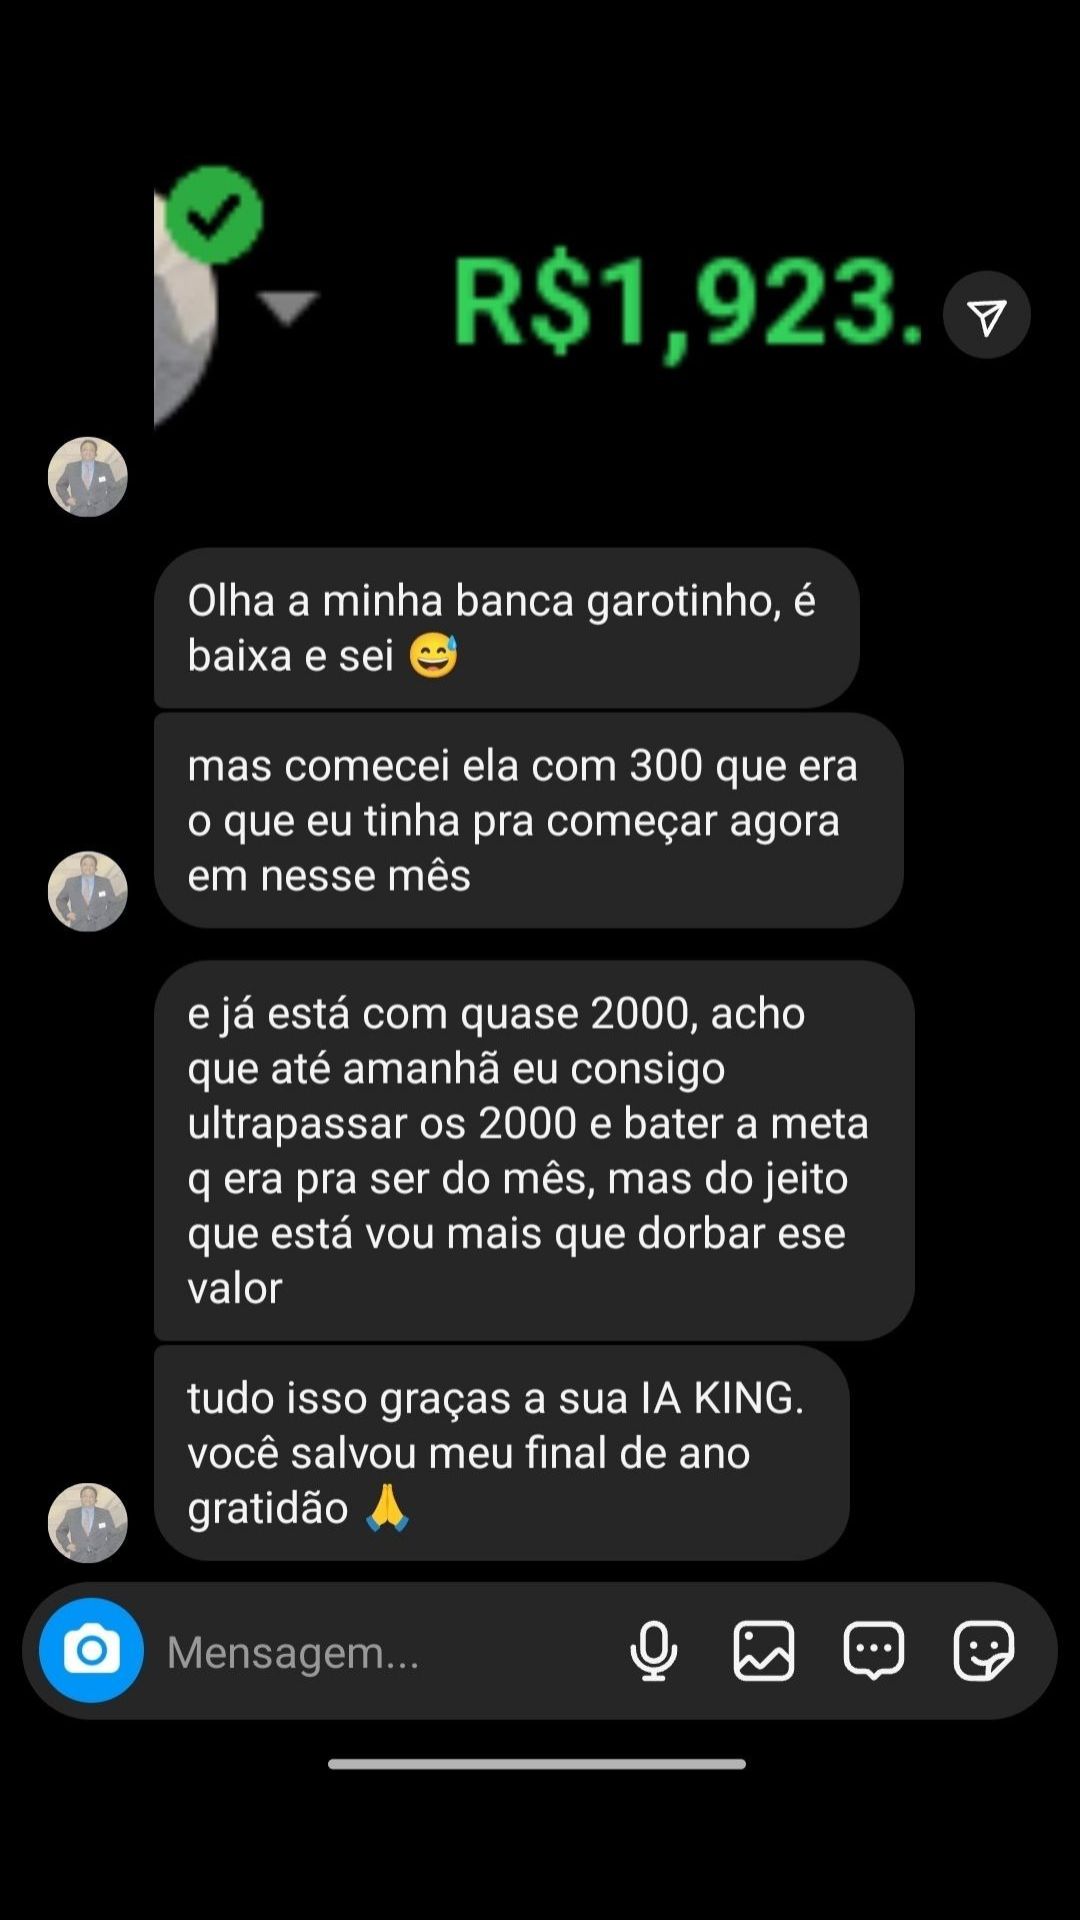 R$1,923.
Olha a minha banca garotinho, é
baixa e sei 😅
mas comecei ela com 300 que era
o que eu tinha pra começar agora
em nesse mês
e já está com quase 2000, acho
que até amanhã eu consigo
ultrapassar os 2000 e bater a meta
q era pra ser do mês, mas do jeito
que está vou mais que dorbar ese
valor
tudo isso graças a sua IA KING.
você salvou meu final de ano
gratidão 🙏
Mensagem...